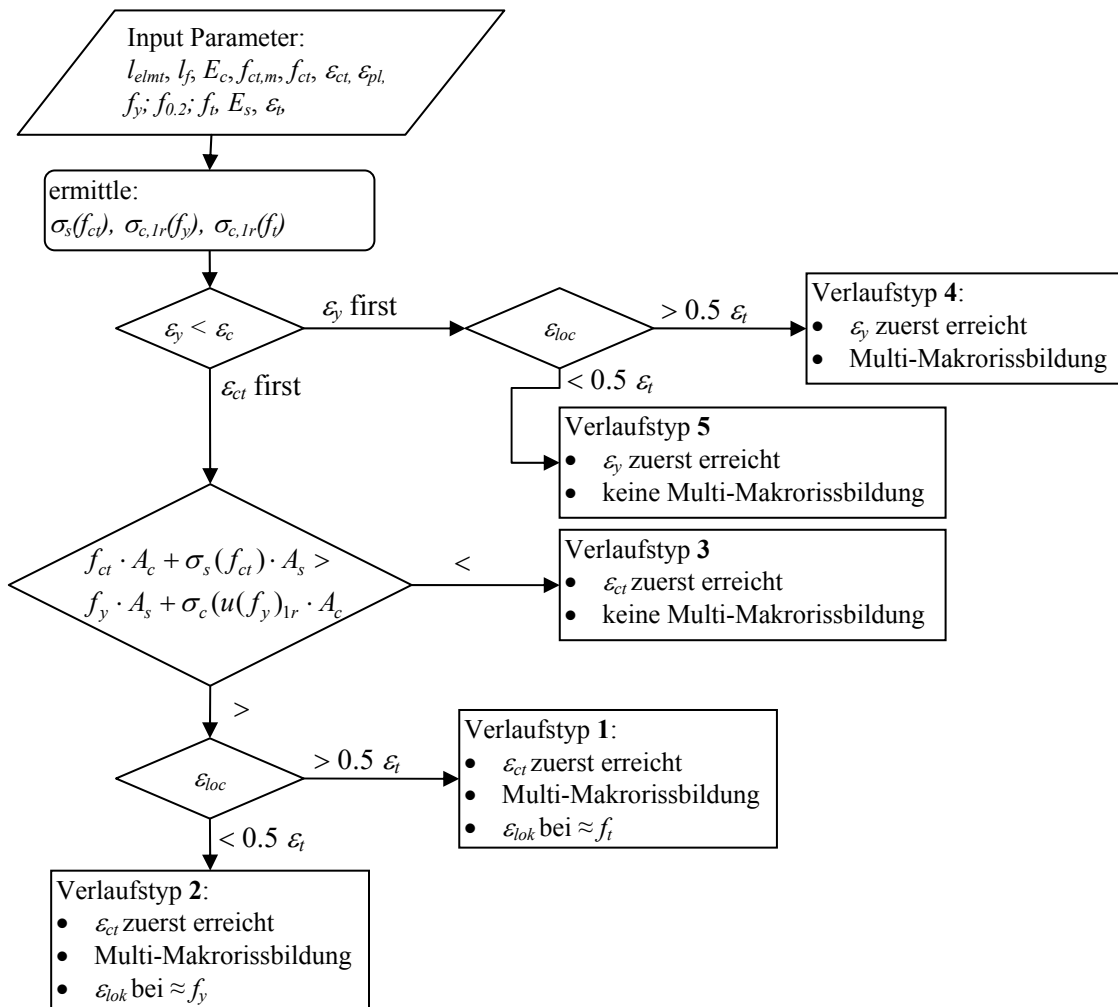 Input Parameter:
l_elmt, l_f, E_c, f_ct,m, f_ct, ε_ct, ε_pl,
f_y; f_0.2; f_t, E_s, ε_t,
ermittle:
σ_s(f_ct), σ_c,1r(f_y), σ_c,1r(f_t)
ε_y < ε_c
ε_y first
ε_loc
> 0.5 ε_t
Verlaufstyp 4:
• ε_y zuerst erreicht
• Multi-Makrorissbildung
ε_ct first
< 0.5 ε_t
Verlaufstyp 5
• ε_y zuerst erreicht
• keine Multi-Makrorissbildung
f_ct · A_c + σ_s(f_ct) · A_s >
f_y · A_s + σ_c(u(f_y)_1r · A_c
<
Verlaufstyp 3
• ε_ct zuerst erreicht
• keine Multi-Makrorissbildung
>
ε_loc
> 0.5 ε_t
Verlaufstyp 1:
• ε_ct zuerst erreicht
• Multi-Makrorissbildung
• ε_lok bei ≈ f_t
< 0.5 ε_t
Verlaufstyp 2:
• ε_ct zuerst erreicht
• Multi-Makrorissbildung
• ε_lok bei ≈ f_y